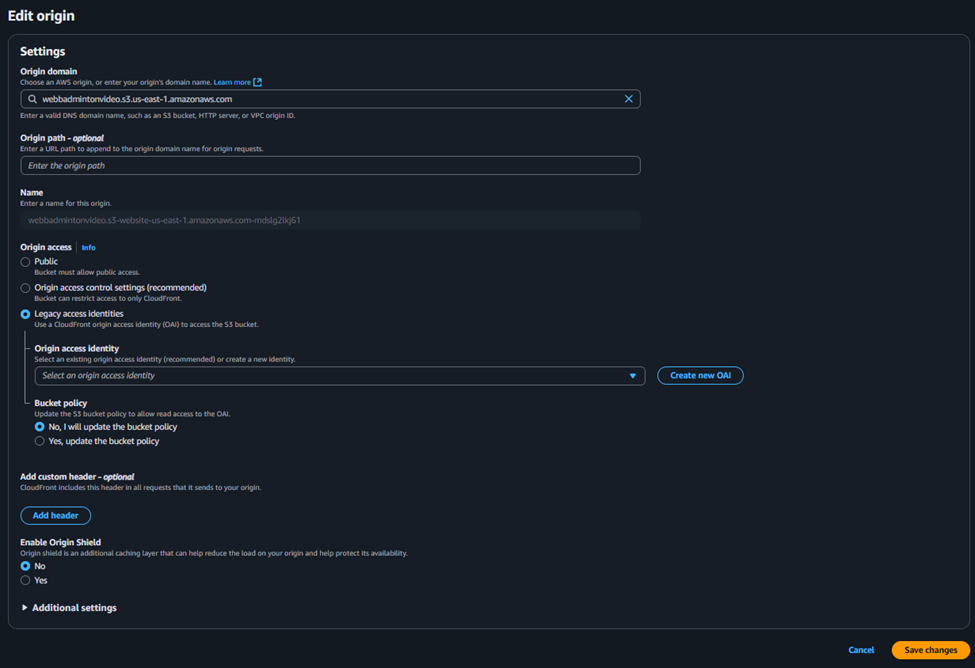 Edit origin
Settings
Origin domain
Choose an AWS origin, or enter your origin's domain name. Learn more
webbadmintonvideo.s3.us-east-1.amazonaws.com
Enter a valid DNS domain name, such as an S3 bucket, HTTP server, or VPC origin ID.
Origin path - optional
Enter a URL path to append to the origin domain name for origin requests.
Enter the origin path
Name
Enter a name for this origin.
webbadmintonvideo.s3-website-us-east-1.amazonaws.com-mdslg2lkj61
Origin access Info
Public
Bucket must allow public access.
Origin access control settings (recommended)
Bucket can restrict access to only CloudFront.
Legacy access identities
Use a CloudFront origin access identity (OAI) to access the S3 bucket.
Origin access identity
Select an existing origin access identity (recommended) or create a new identity.
Select an origin access identity
Create new OAI
Bucket policy
Update the S3 bucket policy to allow read access to the OAI.
No, I will update the bucket policy
Yes, update the bucket policy
Add custom header - optional
CloudFront includes this header in all requests that it sends to your origin.
Add header
Enable Origin Shield
Origin shield is an additional caching layer that can help reduce the load on your origin and help protect its availability.
No
Yes
Additional settings
Cancel
Save changes